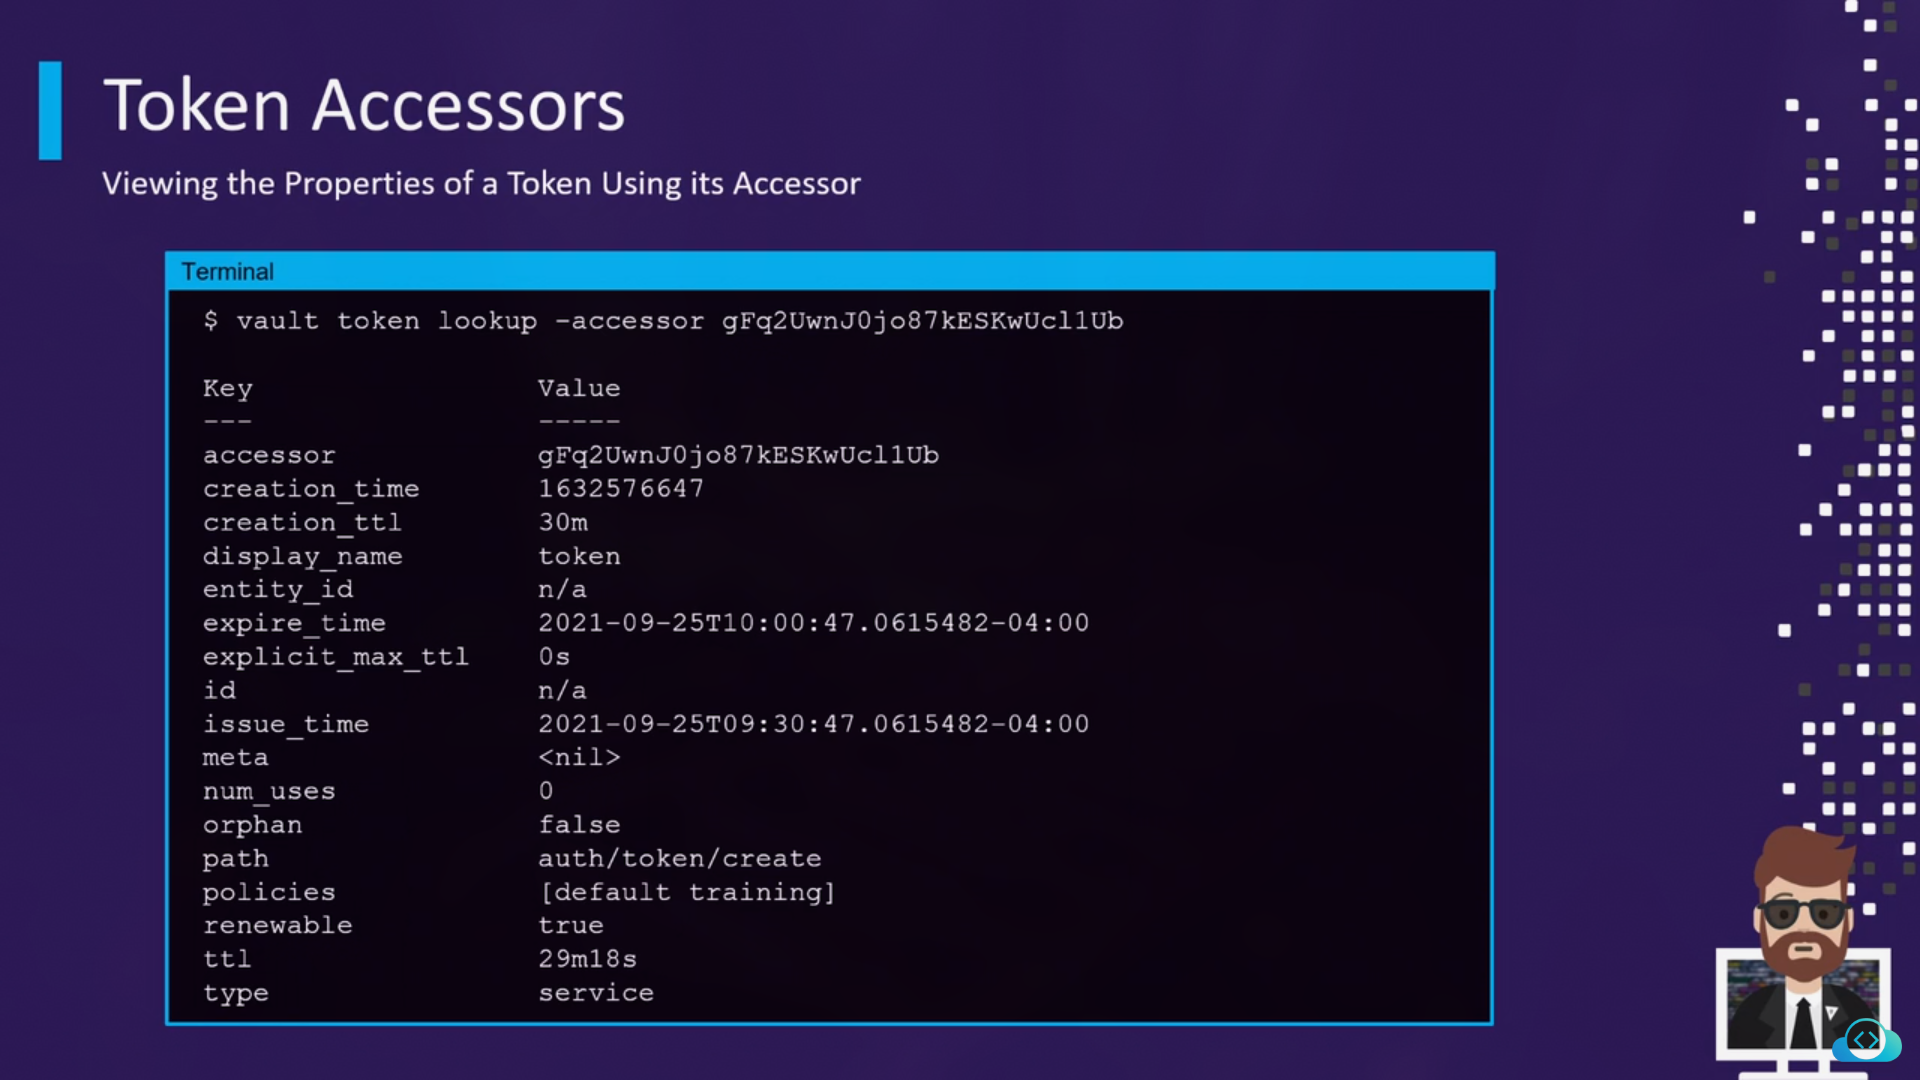 Token Accessors
Viewing the Properties of a Token Using its Accessor
Terminal
$ vault token lookup -accessor gFq2UwnJ0jo87kESKwUcl1Ub
Key Value
--- -----
accessor gFq2UwnJ0jo87kESKwUcl1Ub
creation_time 1632576647
creation_ttl 30m
display_name token
entity_id n/a
expire_time 2021-09-25T10:00:47.0615482-04:00
explicit_max_ttl 0s
id n/a
issue_time 2021-09-25T09:30:47.0615482-04:00
meta <nil>
num_uses 0
orphan false
path auth/token/create
policies [default training]
renewable true
ttl 29m18s
type service